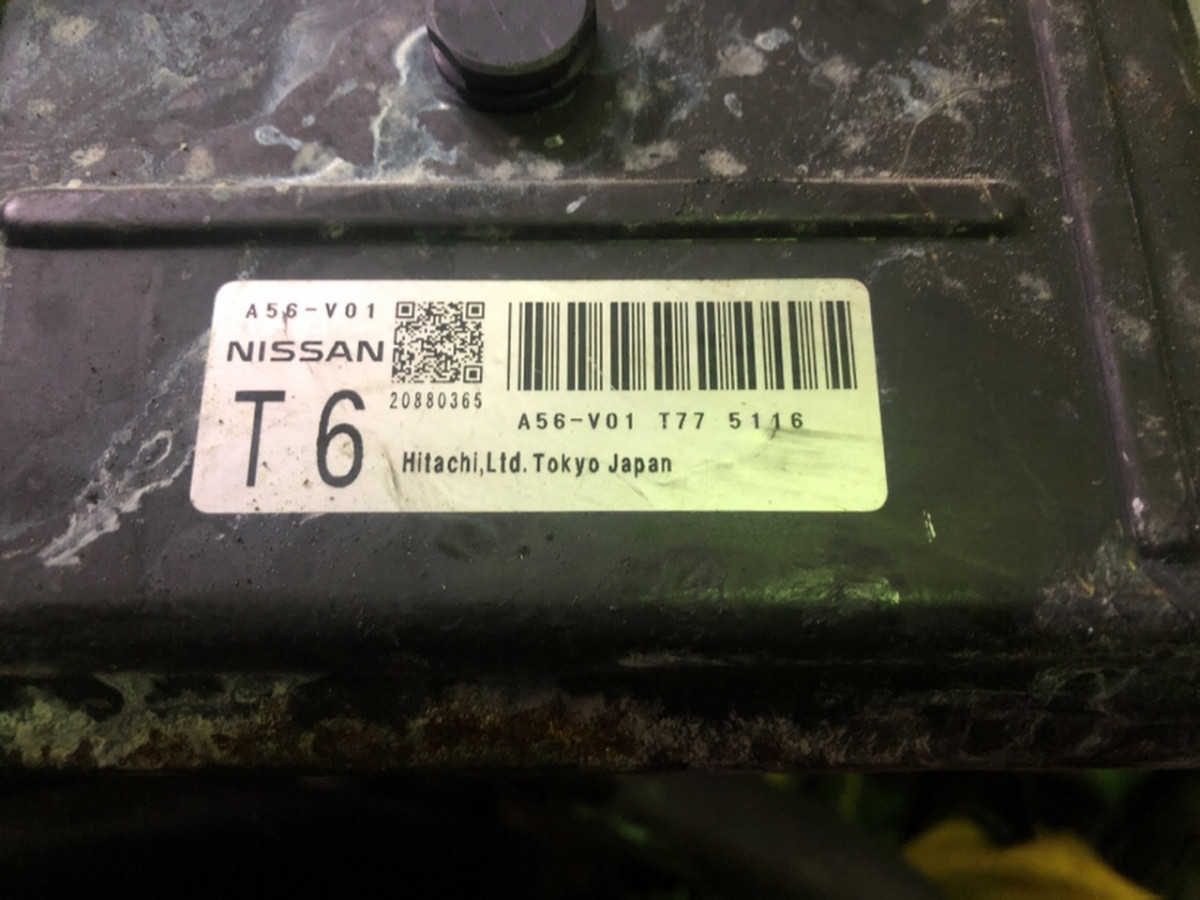 A56-V01
NISSAN
T6
20880365
A56-V01 T77 5116
Hitachi,Ltd.Tokyo Japan